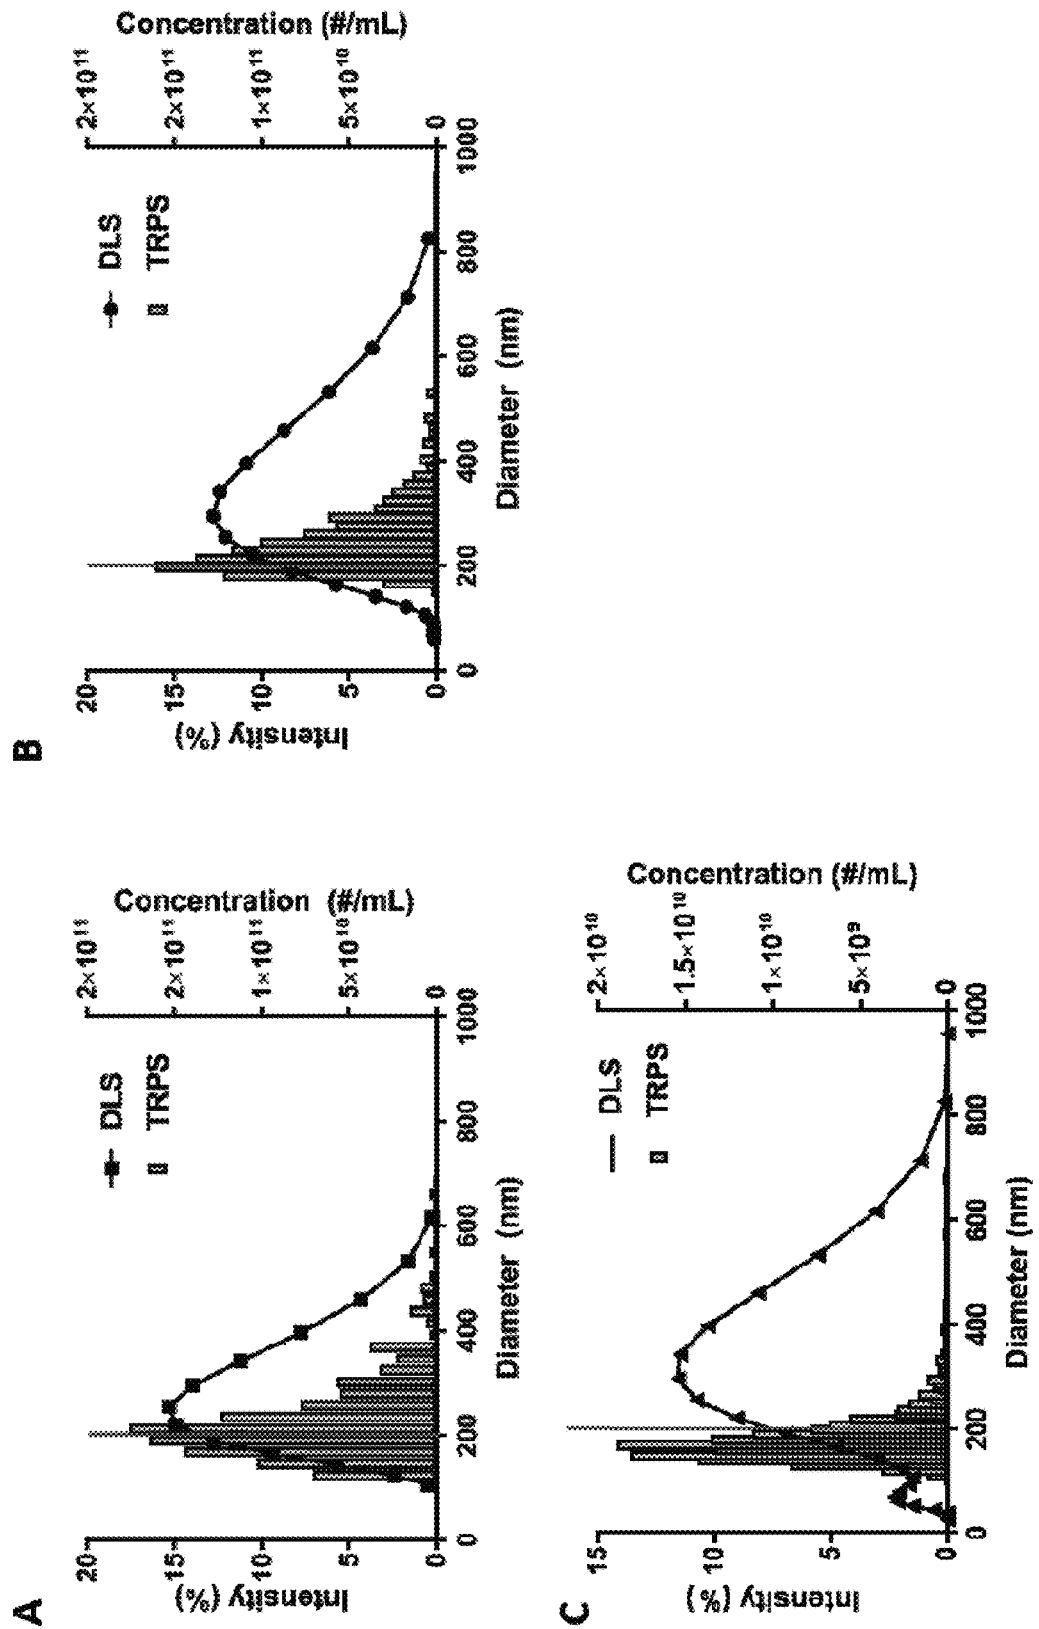 A
Intensity (%)
20
15
10
5
0
0
200
400
600
800
1000
Diameter (nm)
DLS
TRPS
2×10¹¹
2×10¹¹
1×10¹¹
5×10¹⁰
0
Concentration (#/mL)
B
Intensity (%)
20
15
10
5
0
0
200
400
600
800
1000
Diameter (nm)
DLS
TRPS
2×10¹¹
2×10¹¹
1×10¹¹
5×10¹⁰
0
Concentration (#/mL)
C
Intensity (%)
15
10
5
0
0
200
400
600
800
1000
Diameter (nm)
DLS
TRPS
2×10¹⁰
1.5×10¹⁰
1×10¹⁰
5×10⁹
0
Concentration (#/mL)